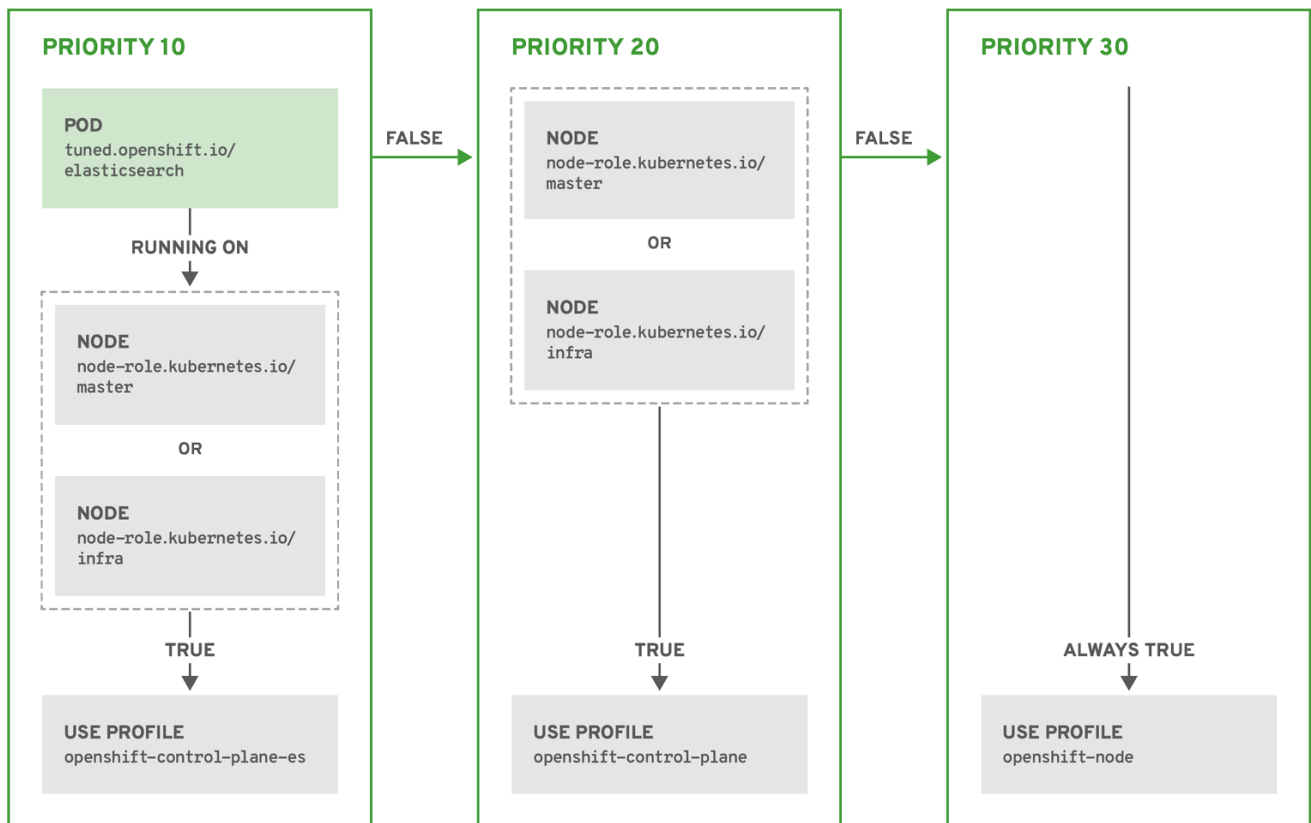 PRIORITY 10
POD
tuned.openshift.io/
elasticsearch
RUNNING ON
NODE
node-role.kubernetes.io/
master
OR
NODE
node-role.kubernetes.io/
infra
TRUE
USE PROFILE
openshift-control-plane-es
FALSE
PRIORITY 20
NODE
node-role.kubernetes.io/
master
OR
NODE
node-role.kubernetes.io/
infra
TRUE
USE PROFILE
openshift-control-plane
FALSE
PRIORITY 30
ALWAYS TRUE
USE PROFILE
openshift-node